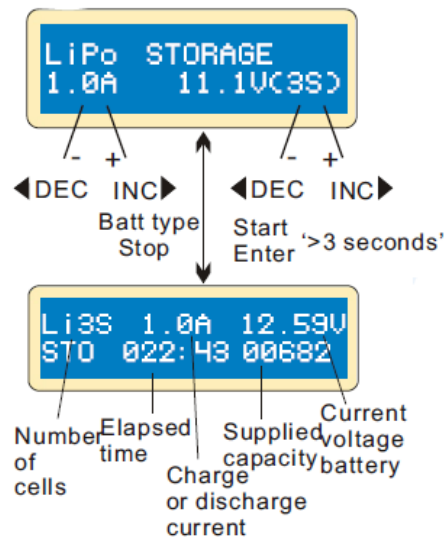 LiPo STORAGE
1.0A 11.1V(3S)
- + - +
◀DEC INC▶ ◀DEC INC▶
Batt type
Stop
Start
Enter
'>3 seconds'
Li3S 1.0A 12.59V
STO 022:43 00682
Number
of
cells
Elapsed
time
Charge
or discharge
current
Supplied
capacity
Current
voltage
battery